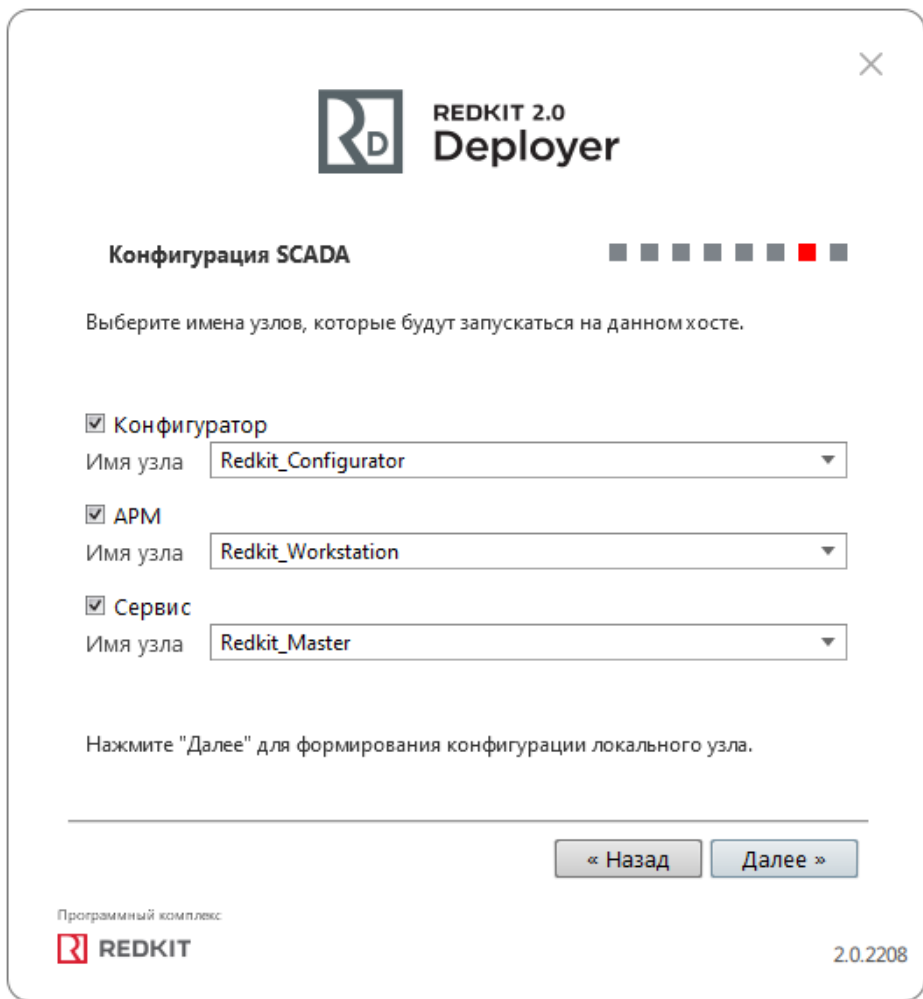 REDKIT 2.0
Deployer
Конфигурация SCADA
Выберите имена узлов, которые будут запускаться на данном хосте.
Конфигуратор
Имя узла Redkit_Configurator
АРМ
Имя узла Redkit_Workstation
Сервис
Имя узла Redkit_Master
Нажмите "Далее" для формирования конфигурации локального узла.
« Назад Далее »
Программный комплекс
REDKIT
2.0.2208